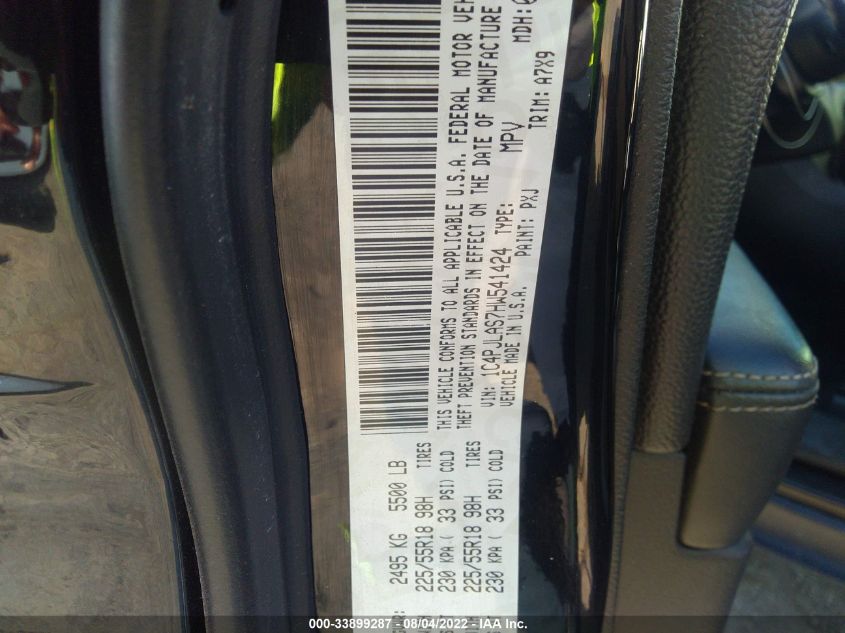 2495 KG 5500 LB
225/55R18 98H TIRES
230 KPA ( 33 PSI) COLD
225/55R18 98H TIRES
230 KPA ( 33 PSI) COLD
THIS VEHICLE CONFORMS TO ALL APPLICABLE U.S.A. FEDERAL MOTOR
THEFT PREVENTION STANDARDS IN EFFECT ON THE DATE OF MANUFACTURE
MDH:
VIN: 1C4PJLAS7HW541424 TYPE: MPV
VEHICLE MADE IN U.S.A. PAINT: PXJ TRIM: A7X9
000-33899287 - 08/04/2022 - IAA Inc.